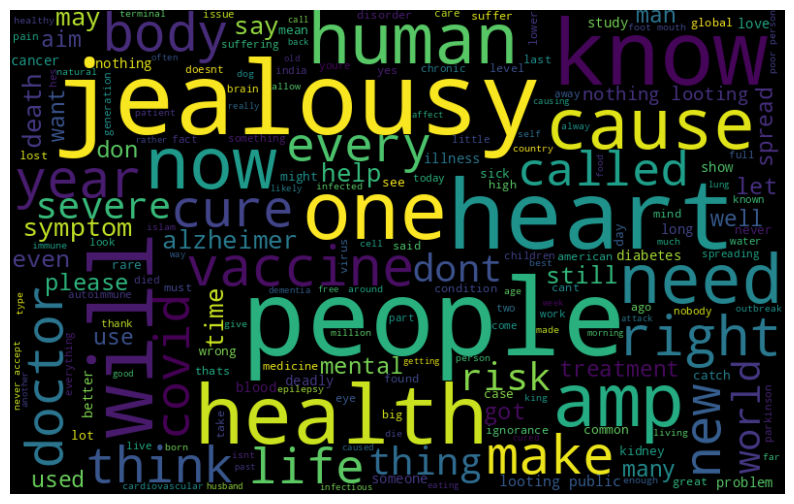 healthy
terminal
issue
call
disorder
care
suffer
lower
foot mouth
study
global
love
poor person
body
say
may
human
man
know
pain
aim
suffering
mean
back
cancer
nothing
doesnt
old
youre
yes
chronic
level
last
india
allow
nothing looting
spread
jealousy
cause
death
want
generation
natural
often
dog
brain
really
patient
affect
self
causing
away
disease
lost
rather
fact
something
little
alway
country
food
full
don
every
illness
called
show
year
now
might
help
see
today
sick
high
infected
likely
known
lung
let
severe
cure
one
heart
mind
well
symptom
islam
said
day
long
never
immune
look
alzheimer
virus
cell
children
american
much
water
even
died
way
rare
vaccine
dont
best
still
diabetes
spreading
please
must
dementia
free
around
condition
cant
need
autoimmune
time
age
week
work
ago
nobody
outbreak
type
doctor
will
covid
people
thank
use
give
million
part
two
come
made
morning
attack
right
wrong
getting
person
everything
good
thats
medicine
mental
risk
treatment
catch
never accept
another
better
blood
deadly
found
case
got
world
parkinson
epilepsy
eye
king
common
living
health
amp
new
lot
take
big
ignorance
cured
live
born
isnt
die
make
kidney
used
think
life
thing
someone
many
far
past
caused
looting public
enough
great
problem
cardiovascular
husband
infectious
eating